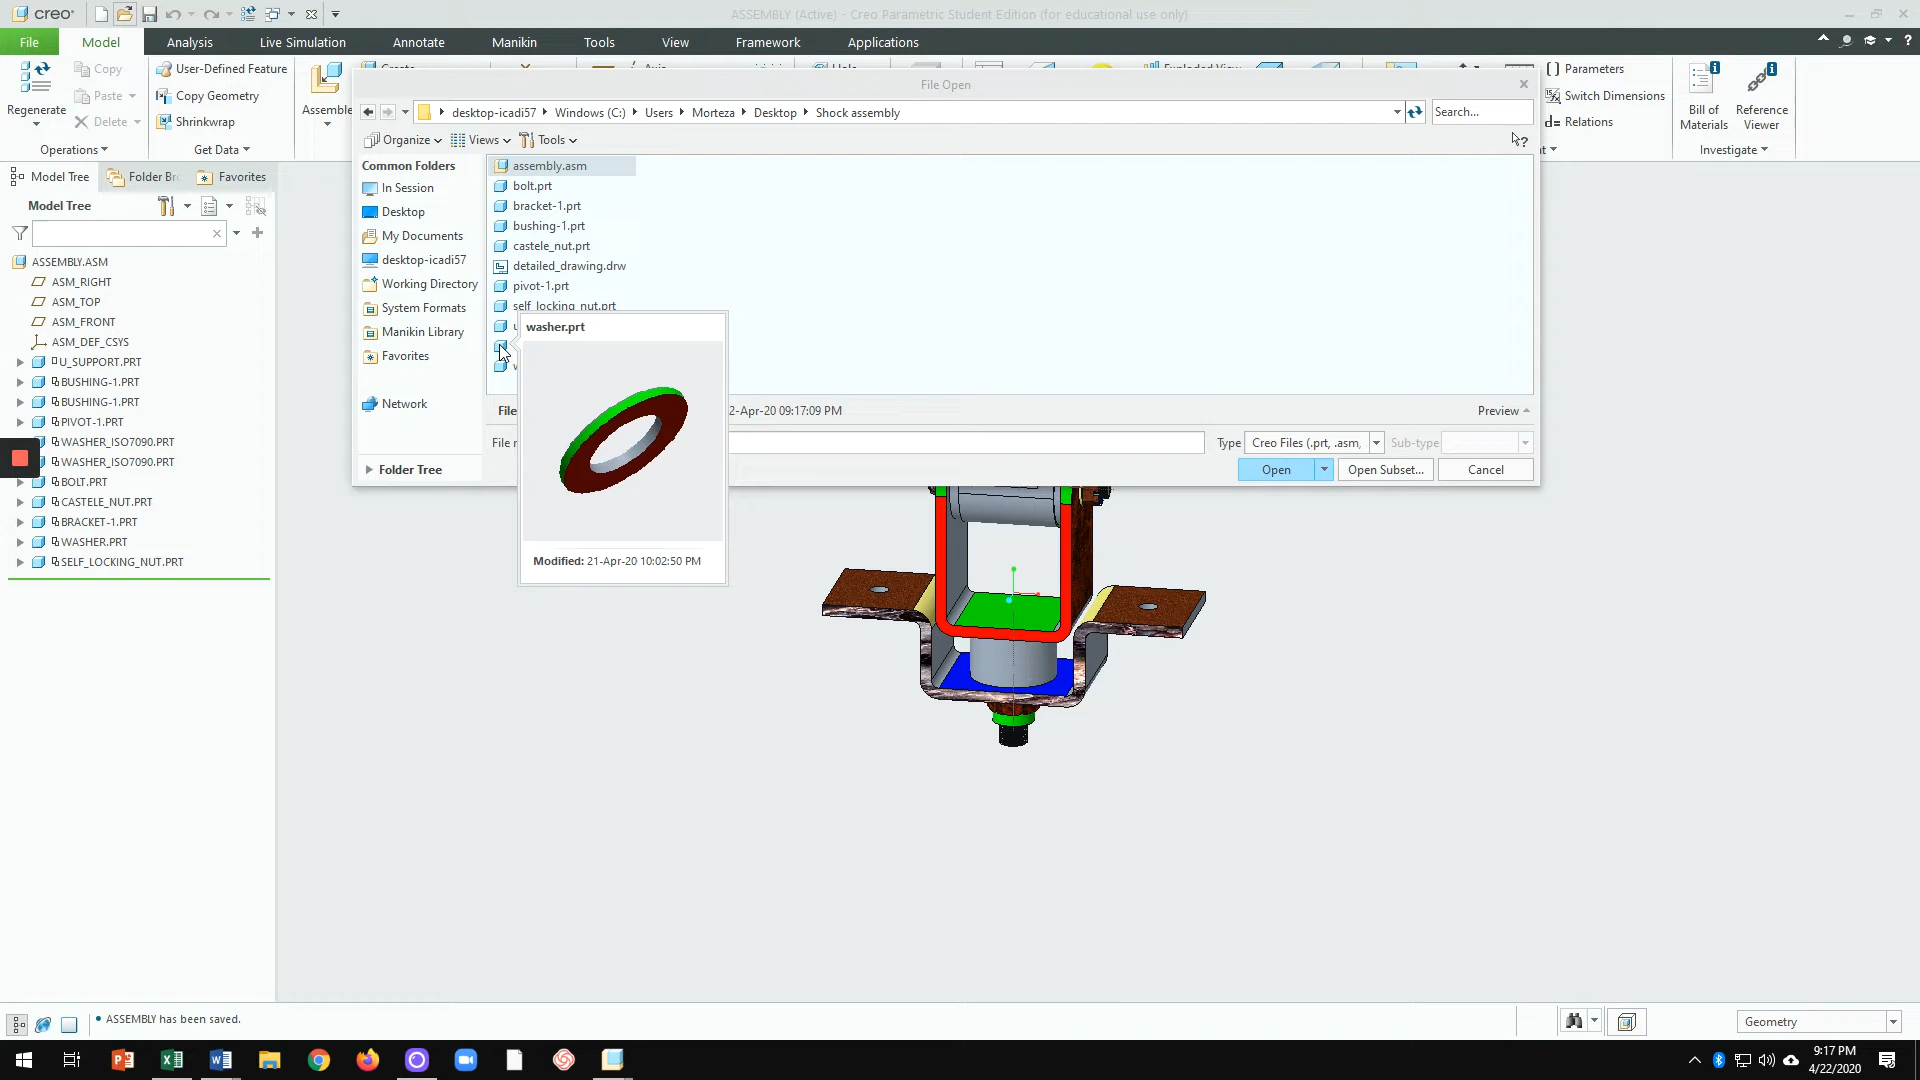 creo®
ASSEMBLY (Active) - Creo Parametric Student Edition (for educational use only)
File Model Analysis Live Simulation Annotate Manikin Tools View Framework Applications
Regenerate
Copy
Paste
Delete
Operations
User-Defined Feature
Copy Geometry
Shrinkwrap
Get Data
Assemble
Parameters
Switch Dimensions
Relations
Bill of Materials
Reference Viewer
Investigate
File Open
desktop-icadi57 Windows (C:) Users Morteza Desktop Shock assembly
Search...
Organize Views Tools
Common Folders
In Session
Desktop
My Documents
desktop-icadi57
Working Directory
System Formats
Manikin Library
Favorites
Network
Folder Tree
assembly.asm
bolt.prt
bracket-1.prt
bushing-1.prt
castele_nut.prt
detailed_drawing.drw
pivot-1.prt
self_locking_nut.prt
washer.prt
Modified: 21-Apr-20 10:02:50 PM
2-Apr-20 09:17:09 PM
Preview
Type Creo Files (.prt, .asm, Sub-type
Open Open Subset... Cancel
Model Tree Folder Br Favorites
Model Tree
ASSEMBLY.ASM
ASM_RIGHT
ASM_TOP
ASM_FRONT
ASM_DEF_CSYS
U_SUPPORT.PRT
BUSHING-1.PRT
BUSHING-1.PRT
PIVOT-1.PRT
WASHER_ISO7090.PRT
WASHER_ISO7090.PRT
BOLT.PRT
CASTELE_NUT.PRT
BRACKET-1.PRT
WASHER.PRT
SELF_LOCKING_NUT.PRT
• ASSEMBLY has been saved.
Geometry
9:17 PM
4/22/2020